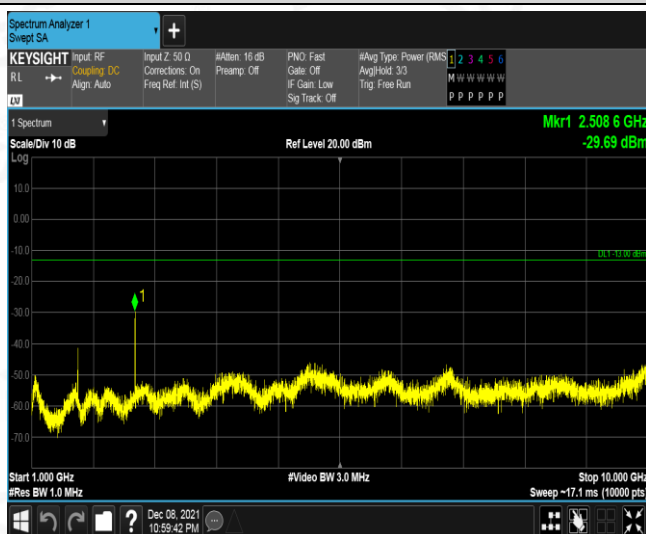 Spectrum Analyzer 1
Swept SA
+
KEYSIGHT
RL
LXI
Input: RF
Coupling: DC
Align: Auto
Input Z: 50 Ω
Corrections: On
Freq Ref: Int (S)
#Atten: 16 dB
Preamp: Off
PNO: Fast
Gate: Off
IF Gain: Low
Sig Track: Off
#Avg Type: Power (RMS
Avg|Hold: 3/3
Trig: Free Run
1 2 3 4 5 6
M W W W W W
P P P P P P
1 Spectrum
Scale/Div 10 dB
Log
Ref Level 20.00 dBm
Mkr1 2.508 6 GHz
-29.69 dBm
10.0
0.00
-10.0
DL1 -13.00 dBm
-20.0
1
-30.0
-40.0
-50.0
-60.0
-70.0
Start 1.000 GHz
#Res BW 1.0 MHz
#Video BW 3.0 MHz
Stop 10.000 GHz
Sweep ~17.1 ms (10000 pts)
?
Dec 08, 2021
10:59:42 PM